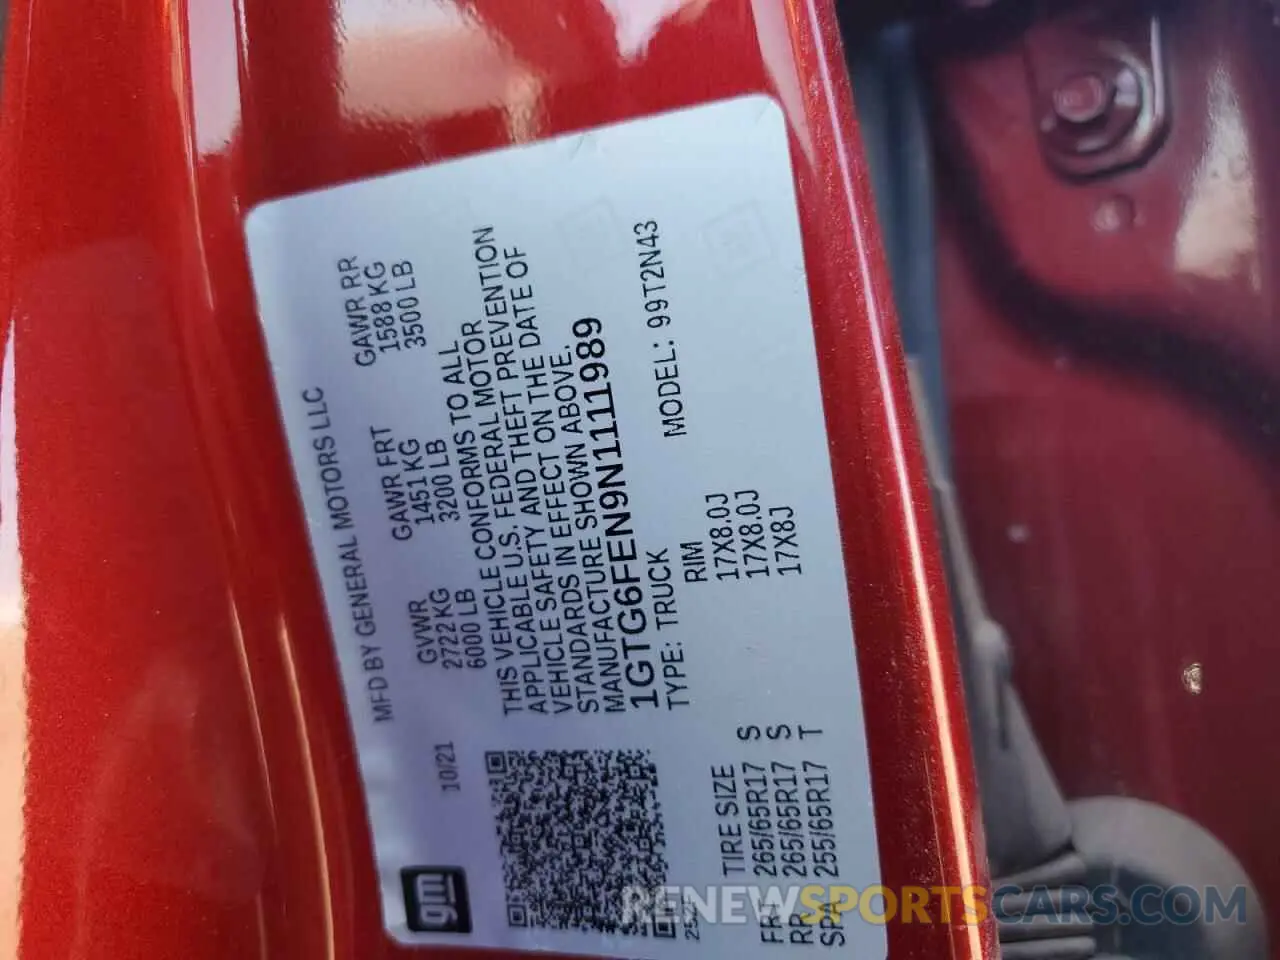 MFD BY GENERAL MOTORS LLC
10/21 GVWR GAWR FRT GAWR RR
2722 KG 1451 KG 1588 KG
6000 LB 3200 LB 3500 LB
THIS VEHICLE CONFORMS TO ALL
APPLICABLE U.S. FEDERAL MOTOR
VEHICLE SAFETY AND THEFT PREVENTION
STANDARDS IN EFFECT ON THE DATE OF
MANUFACTURE SHOWN ABOVE.
1GTG6FEN9N1111989
TYPE: TRUCK MODEL: 99T2N43
gm
TIRE SIZE RIM
FRT 265/65R17 S 17X8.0J
RR 265/65R17 S 17X8.0J
SPA 255/65R17 T 17X8J
RENEWSPORTSCARS.COM